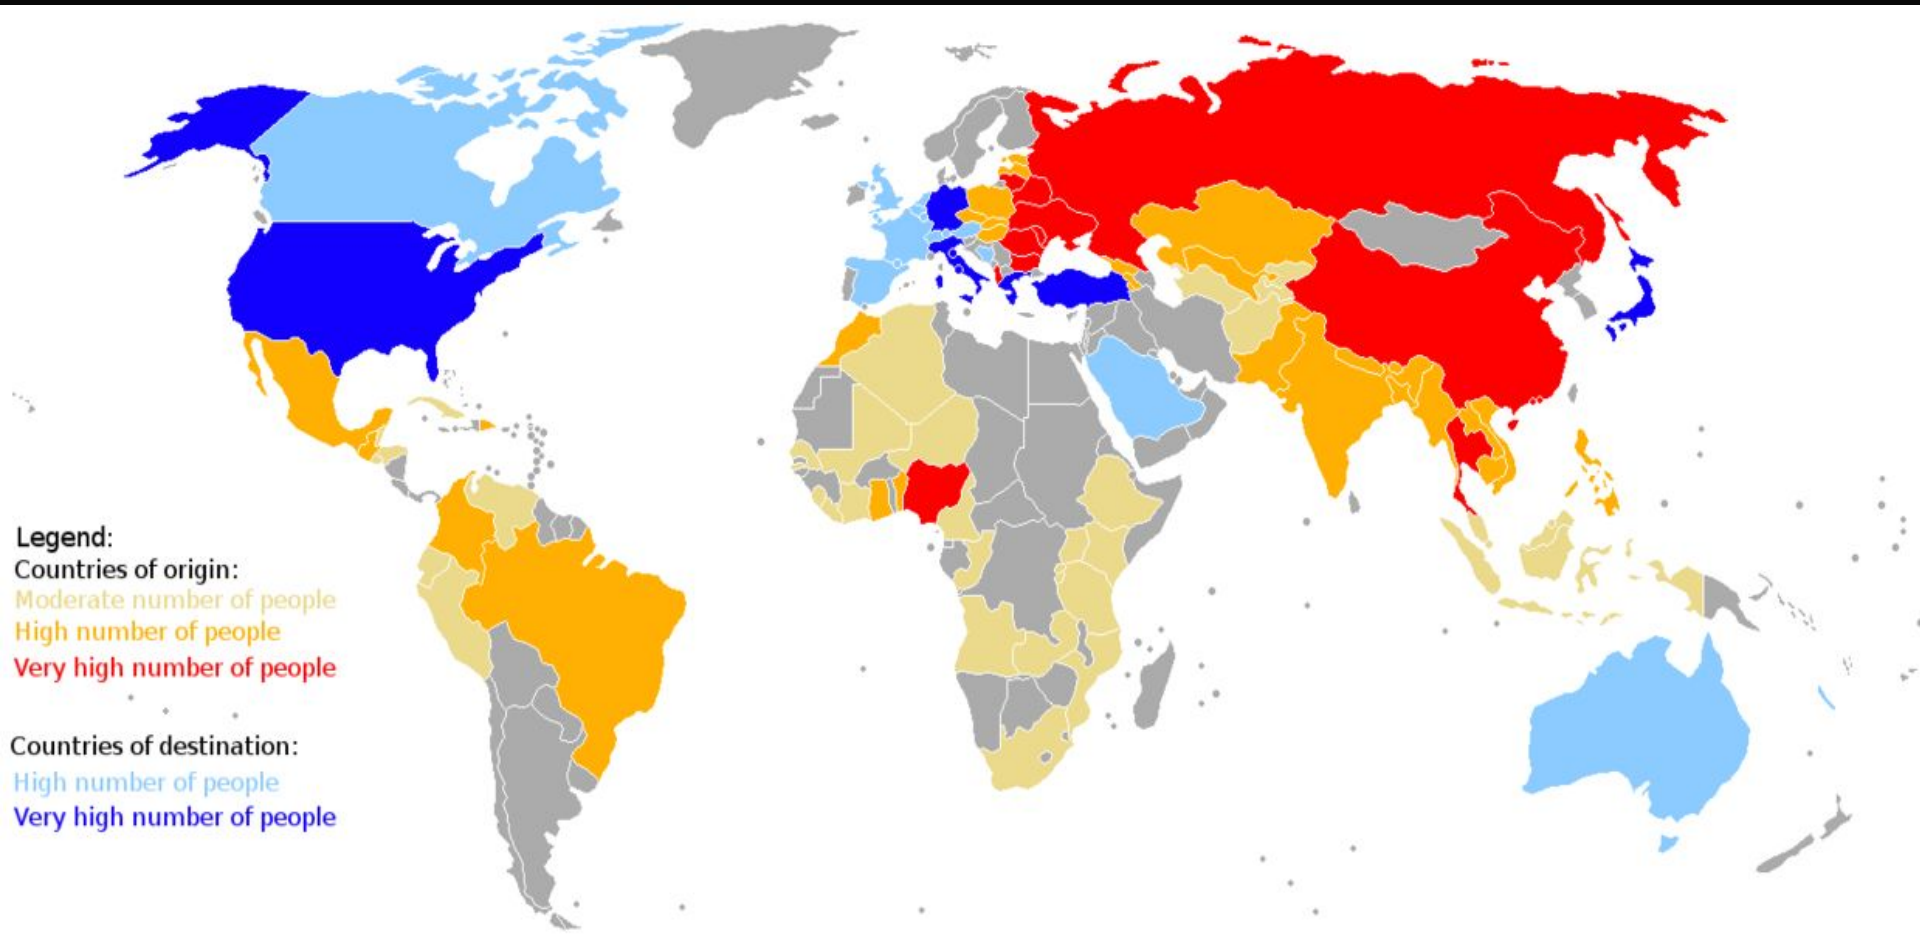 Legend:
Countries of origin:
Moderate number of people
High number of people
Very high number of people
Countries of destination:
High number of people
Very high number of people